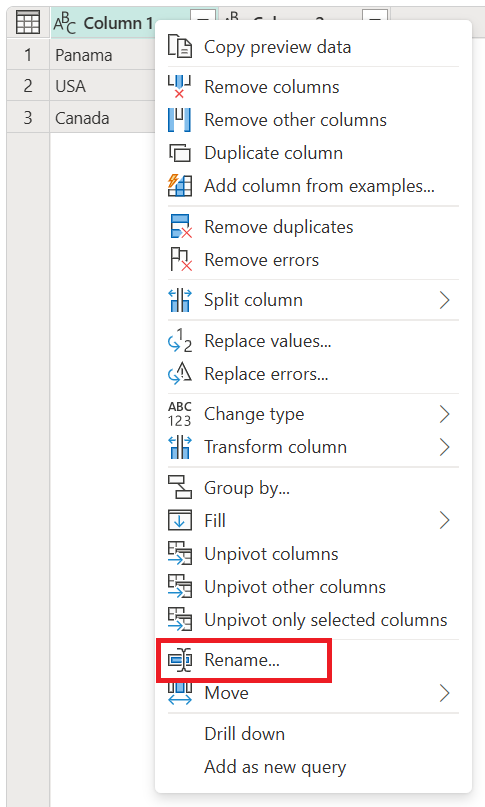 ABC Column 1
1 Panama
2 USA
3 Canada
Copy preview data
Remove columns
Remove other columns
Duplicate column
Add column from examples...
Remove duplicates
Remove errors
Split column
1
2
Replace values...
Replace errors...
ABC
123
Change type
Transform column
Group by...
Fill
Unpivot columns
Unpivot other columns
Unpivot only selected columns
Rename...
Move
Drill down
Add as new query